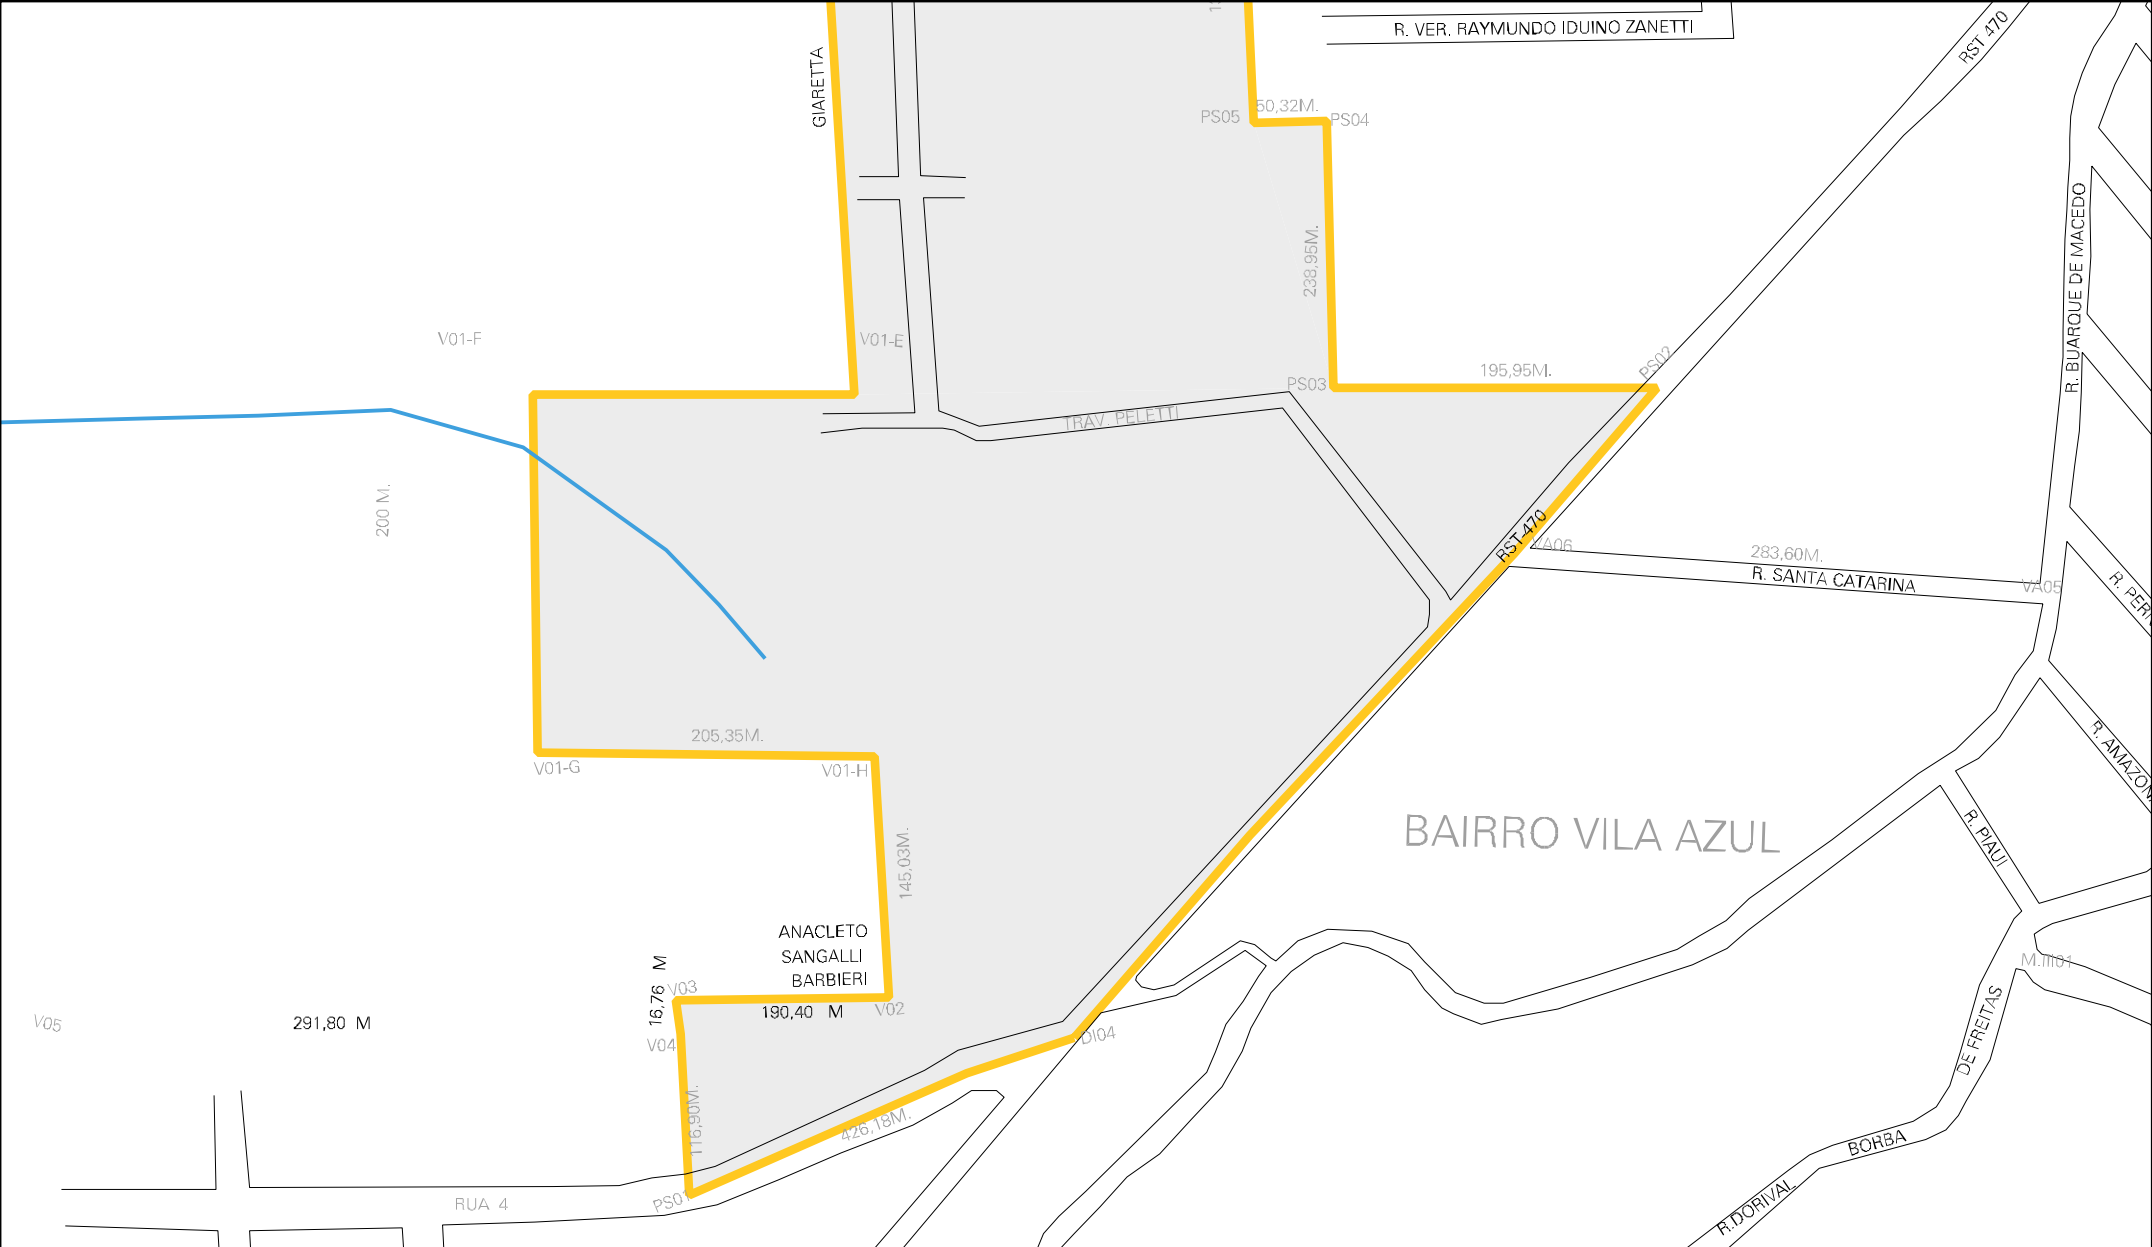 R. VER. RAYMUNDO IDUINO ZANETTI
RST 470
GIARETTA
50,32M.
PS05
PS04
R. BUARQUE DE MACEDO
238,95M.
V01-F
V01-E
PS02
195,95M.
PS03
TRAV. PELETTI
200 M.
RST-470
VA06
283,60M.
R. SANTA CATARINA
VA05
205,35M.
V01-G
V01-H
R. AMAZON
BAIRRO VILA AZUL
R. PIAUI
145,03M.
ANACLETO
SANGALLI
BARBIERI
16,76 M
V03
190,40 M
V02
M.III01
V05
291,80 M
V04
DI04
DE FREITAS
116,90M.
426,18M.
BORBA
RUA 4
PS01
R.DORIVAL